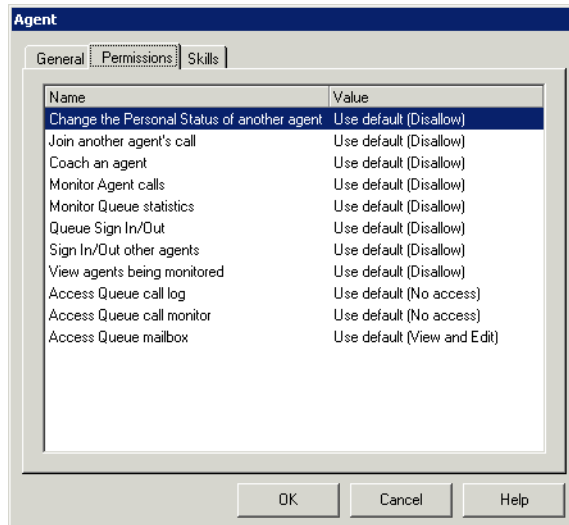 Agent
General Permissions Skills
Name Value
Change the Personal Status of another agent Use default (Disallow)
Join another agent's call Use default (Disallow)
Coach an agent Use default (Disallow)
Monitor Agent calls Use default (Disallow)
Monitor Queue statistics Use default (Disallow)
Queue Sign In/Out Use default (Disallow)
Sign In/Out other agents Use default (Disallow)
View agents being monitored Use default (Disallow)
Access Queue call log Use default (No access)
Access Queue call monitor Use default (No access)
Access Queue mailbox Use default (View and Edit)
OK Cancel Help